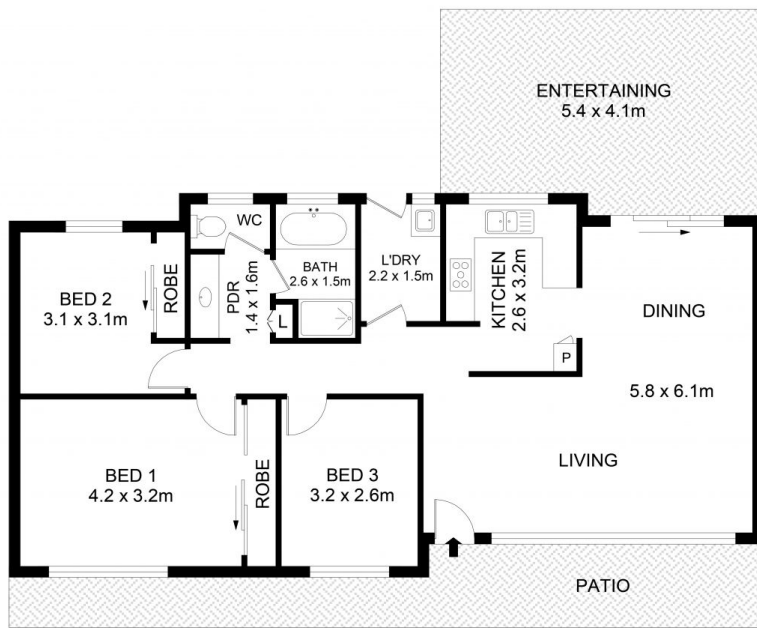 ENTERTAINING
5.4 x 4.1m
WC
BED 2
3.1 x 3.1m
ROBE
PDR
1.4 x 1.6m
BATH
2.6 x 1.5m
L
L'DRY
2.2 x 1.5m
KITCHEN
2.6 x 3.2m
P
DINING
5.8 x 6.1m
LIVING
BED 1
4.2 x 3.2m
ROBE
BED 3
3.2 x 2.6m
PATIO